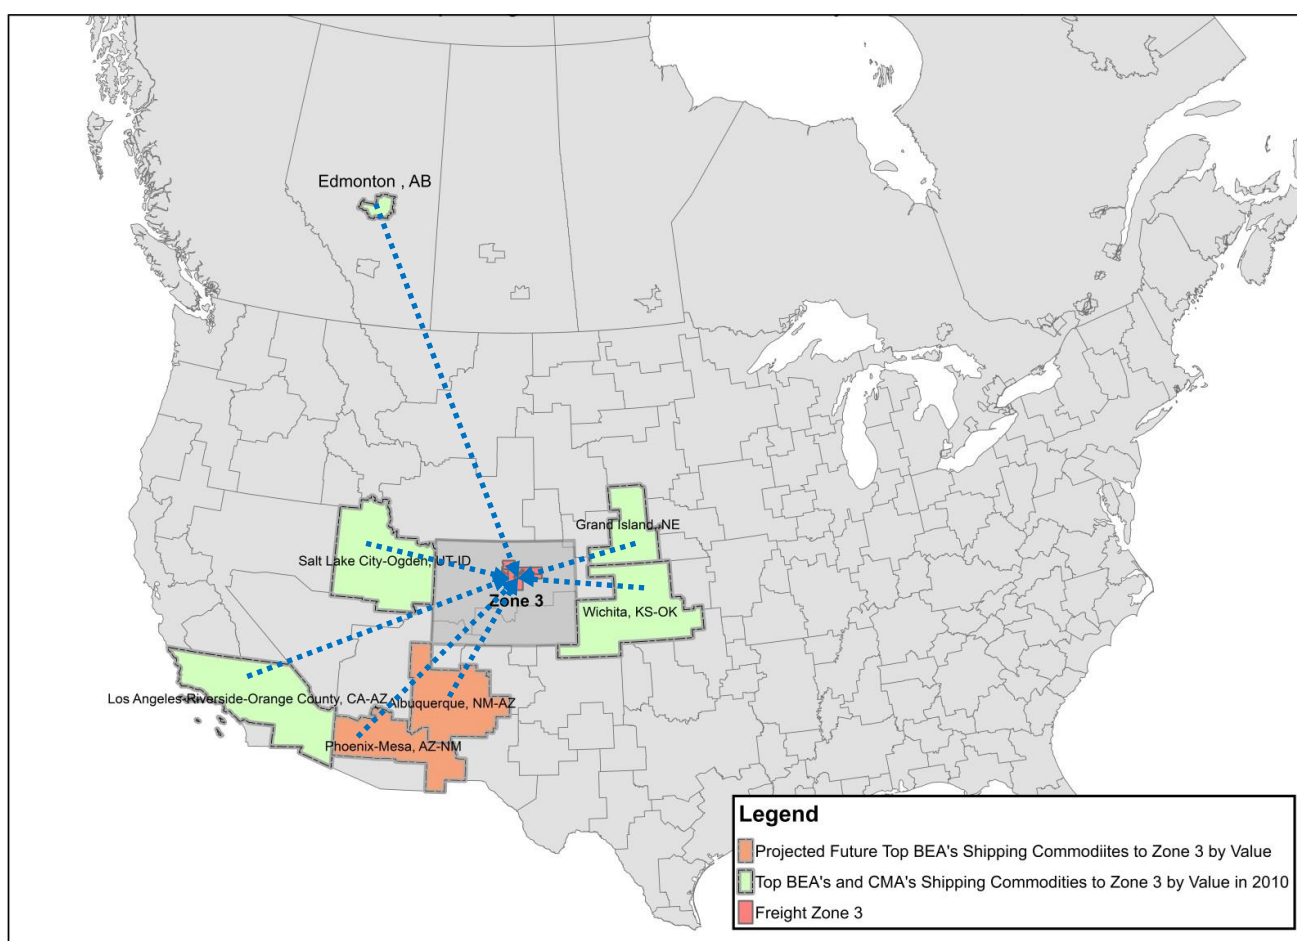 Edmonton , AB
Grand Island, NE
Salt Lake City-Ogden, UT-ID
Zone 3
Wichita, KS-OK
Los Angeles-Riverside-Orange County, CA-AZ
Albuquerque, NM-AZ
Phoenix-Mesa, AZ-NM
Legend
Projected Future Top BEA's Shipping Commodiites to Zone 3 by Value
Top BEA's and CMA's Shipping Commodities to Zone 3 by Value in 2010
Freight Zone 3